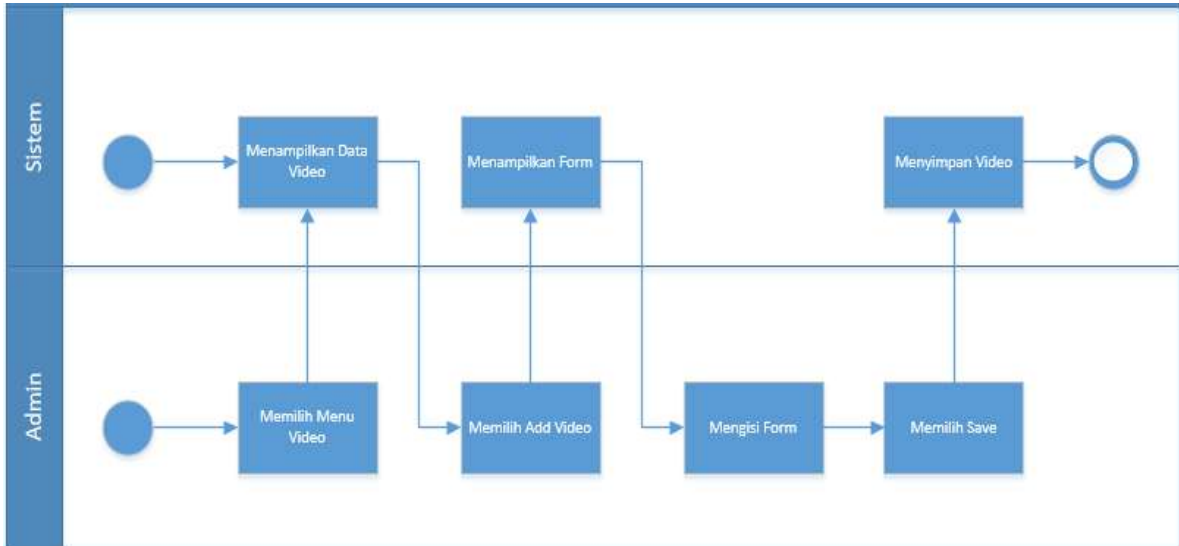 Sistem
Menampilkan Data
Video
Menampilkan Form
Menyimpan Video
Admin
Memilih Menu
Video
Memilih Add Video
Mengisi Form
Memilih Save